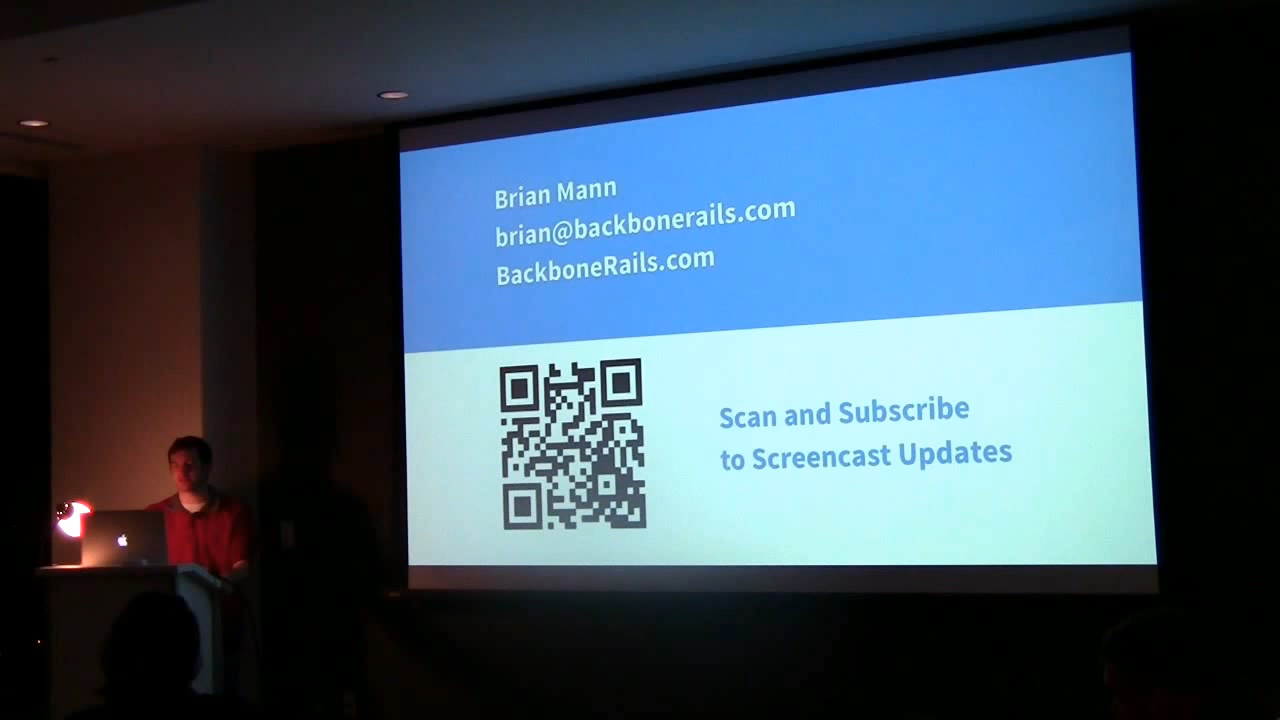 Brian Mann
brian@backbonerails.com
BackboneRails.com
Scan and Subscribe
to Screencast Updates